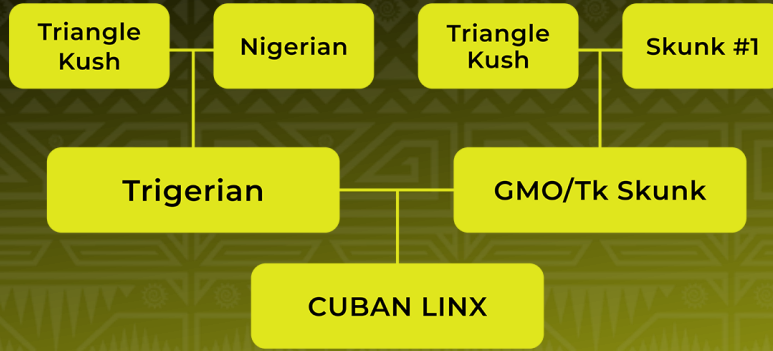 Triangle
Kush
Nigerian
Triangle
Kush
Skunk #1
Trigerian
GMO/Tk Skunk
CUBAN LINX